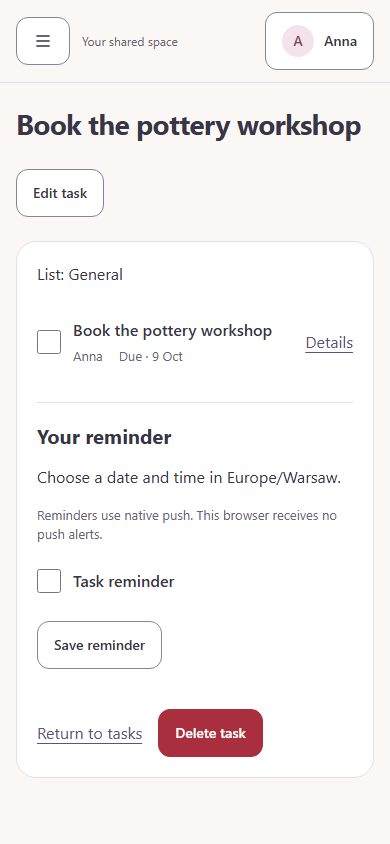 Your shared space
A
Anna
Book the pottery workshop
Edit task
List: General
Book the pottery workshop
Details
Anna Due · 9 Oct
Your reminder
Choose a date and time in Europe/Warsaw.
Reminders use native push. This browser receives no
push alerts.
Task reminder
Save reminder
Return to tasks
Delete task